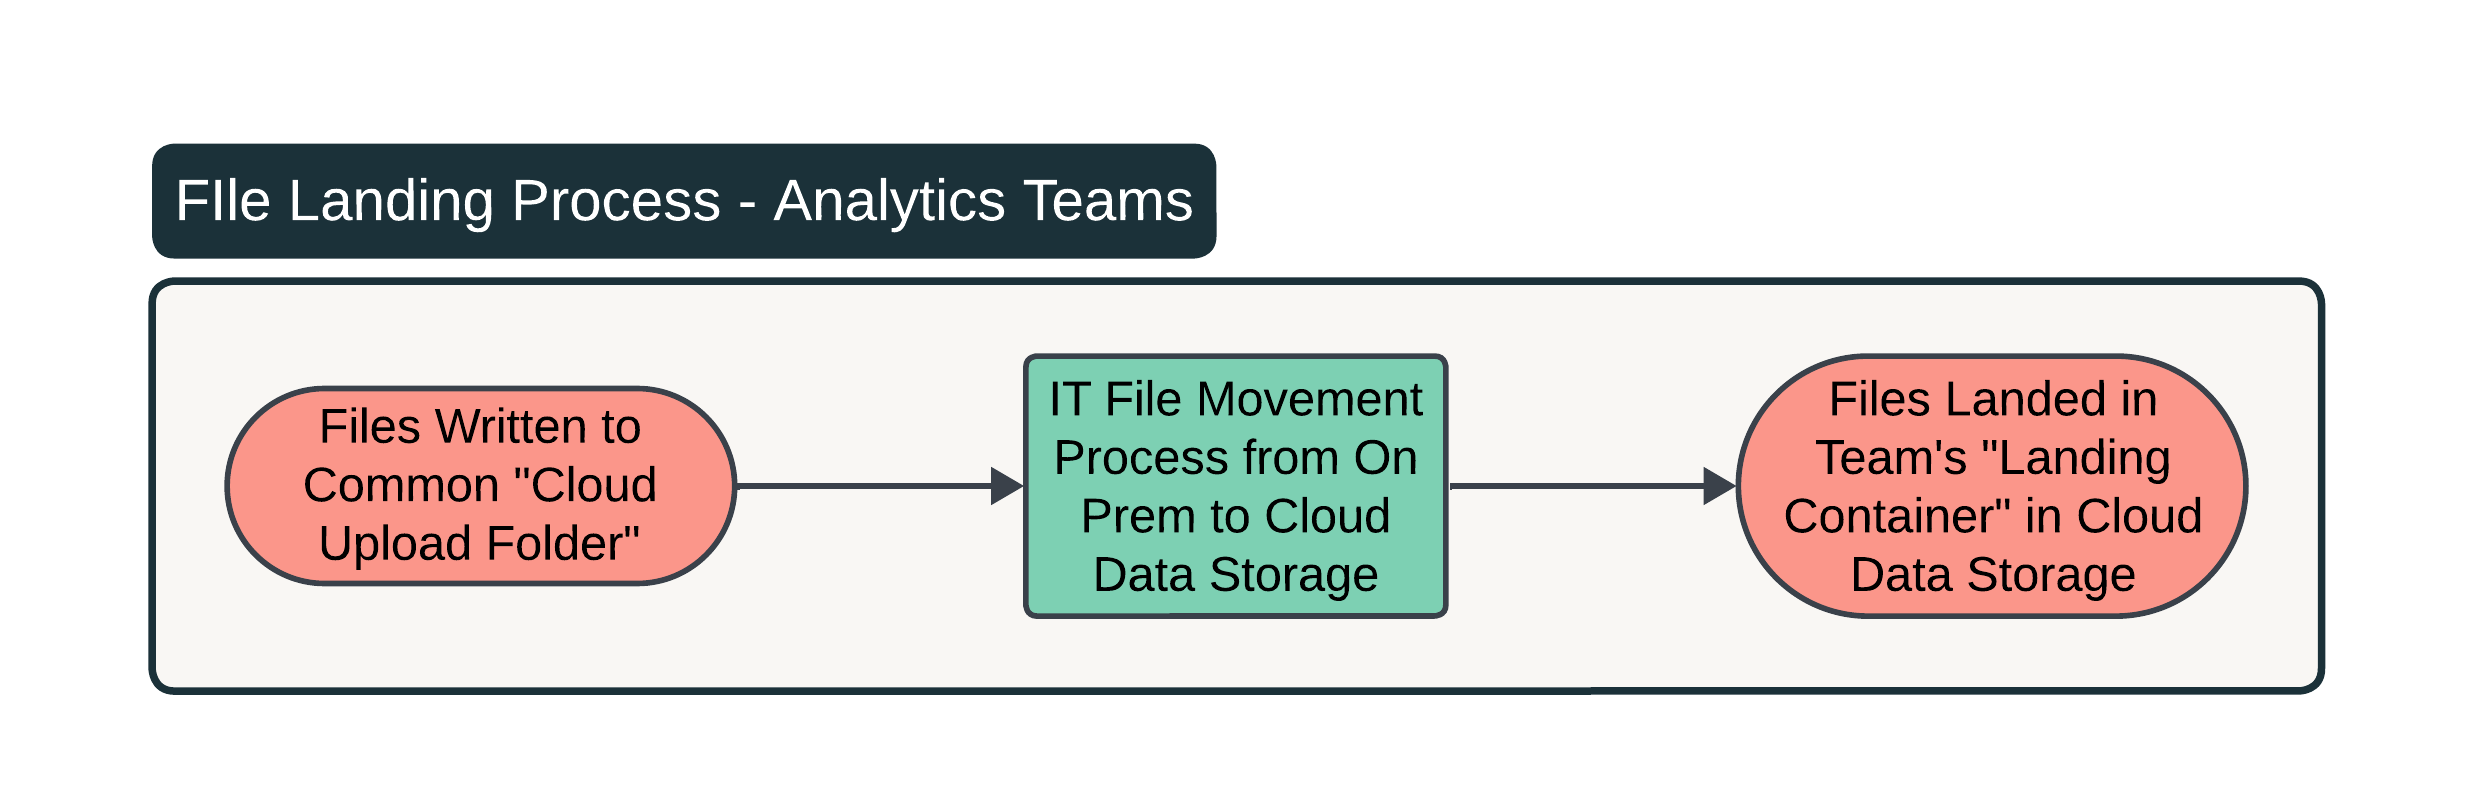 FIle Landing Process - Analytics Teams
Files Written to
Common "Cloud
Upload Folder"
IT File Movement
Process from On
Prem to Cloud
Data Storage
Files Landed in
Team's "Landing
Container" in Cloud
Data Storage